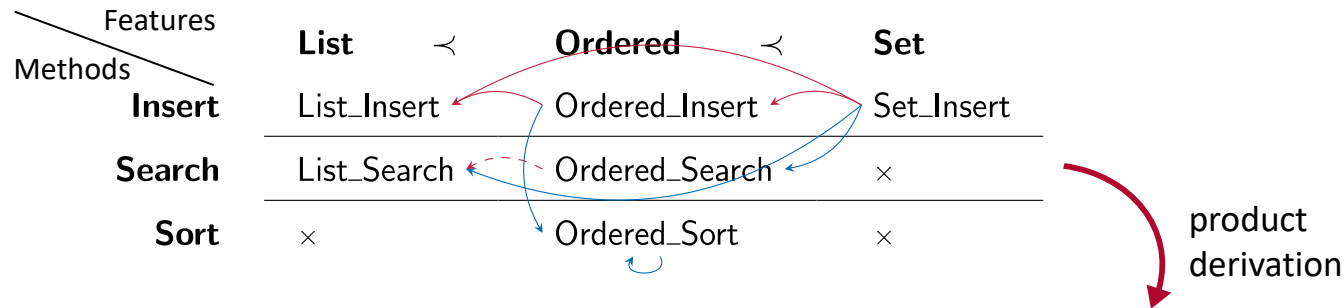 Features
Methods
List ≺ Ordered ≺ Set
Insert List_Insert Ordered_Insert Set_Insert
Search List_Search Ordered_Search ×
Sort × Ordered_Sort ×
product
derivation